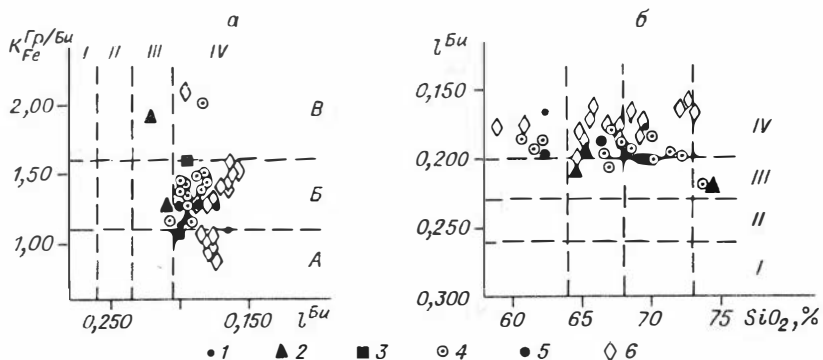 а
б
K Гр/Би Fe
I II III IV
2,00
1,50
1,00
В
Б
А
0,250 l Би 0,150
l Би
0,150
0,200
0,250
0,300
IV
III
II
I
60 65 70 75 SiO₂, %
1 2 3 4 5 6